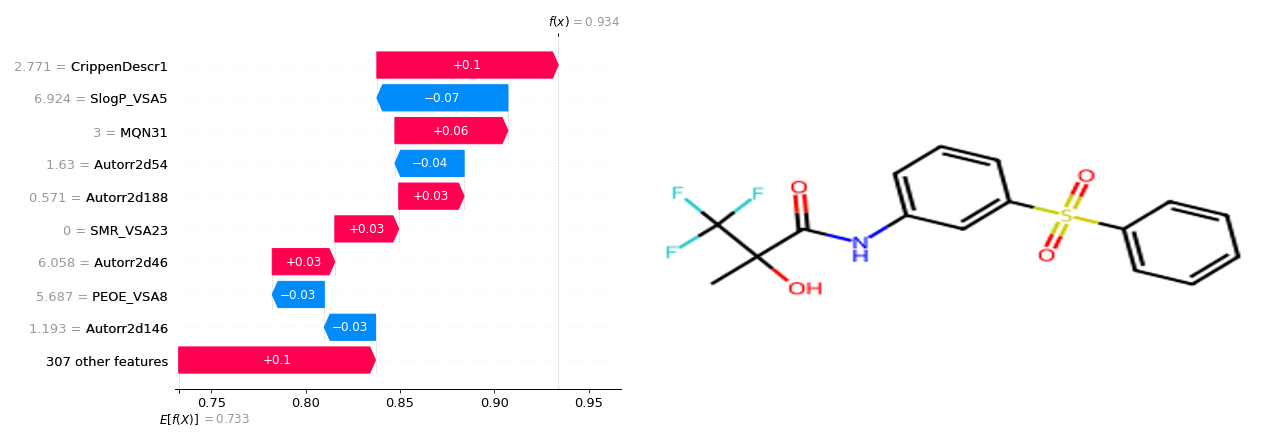 f(x) = 0.934
2.771 = CrippenDescr1
+0.1
6.924 = SlogP_VSA5
−0.07
3 = MQN31
+0.06
1.63 = Autorr2d54
−0.04
0.571 = Autorr2d188
+0.03
0 = SMR_VSA23
+0.03
6.058 = Autorr2d46
+0.03
5.687 = PEOE_VSA8
−0.03
1.193 = Autorr2d146
−0.03
307 other features
+0.1
0.75 0.80 0.85 0.90 0.95
E[f(X)] = 0.733
F F
F
O
N
H
OH
O
S
O